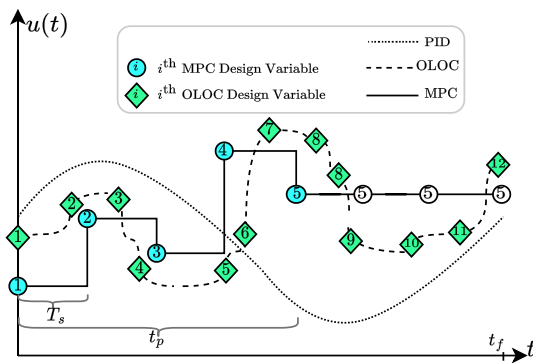 u(t)
PID
i i^th MPC Design Variable
OLOC
i i^th OLOC Design Variable
MPC
7
8
12
4
8
5 5 5 5
2 3
2
1
6
9
10
11
3
4
5
1
T_s
t_p
t_f
t